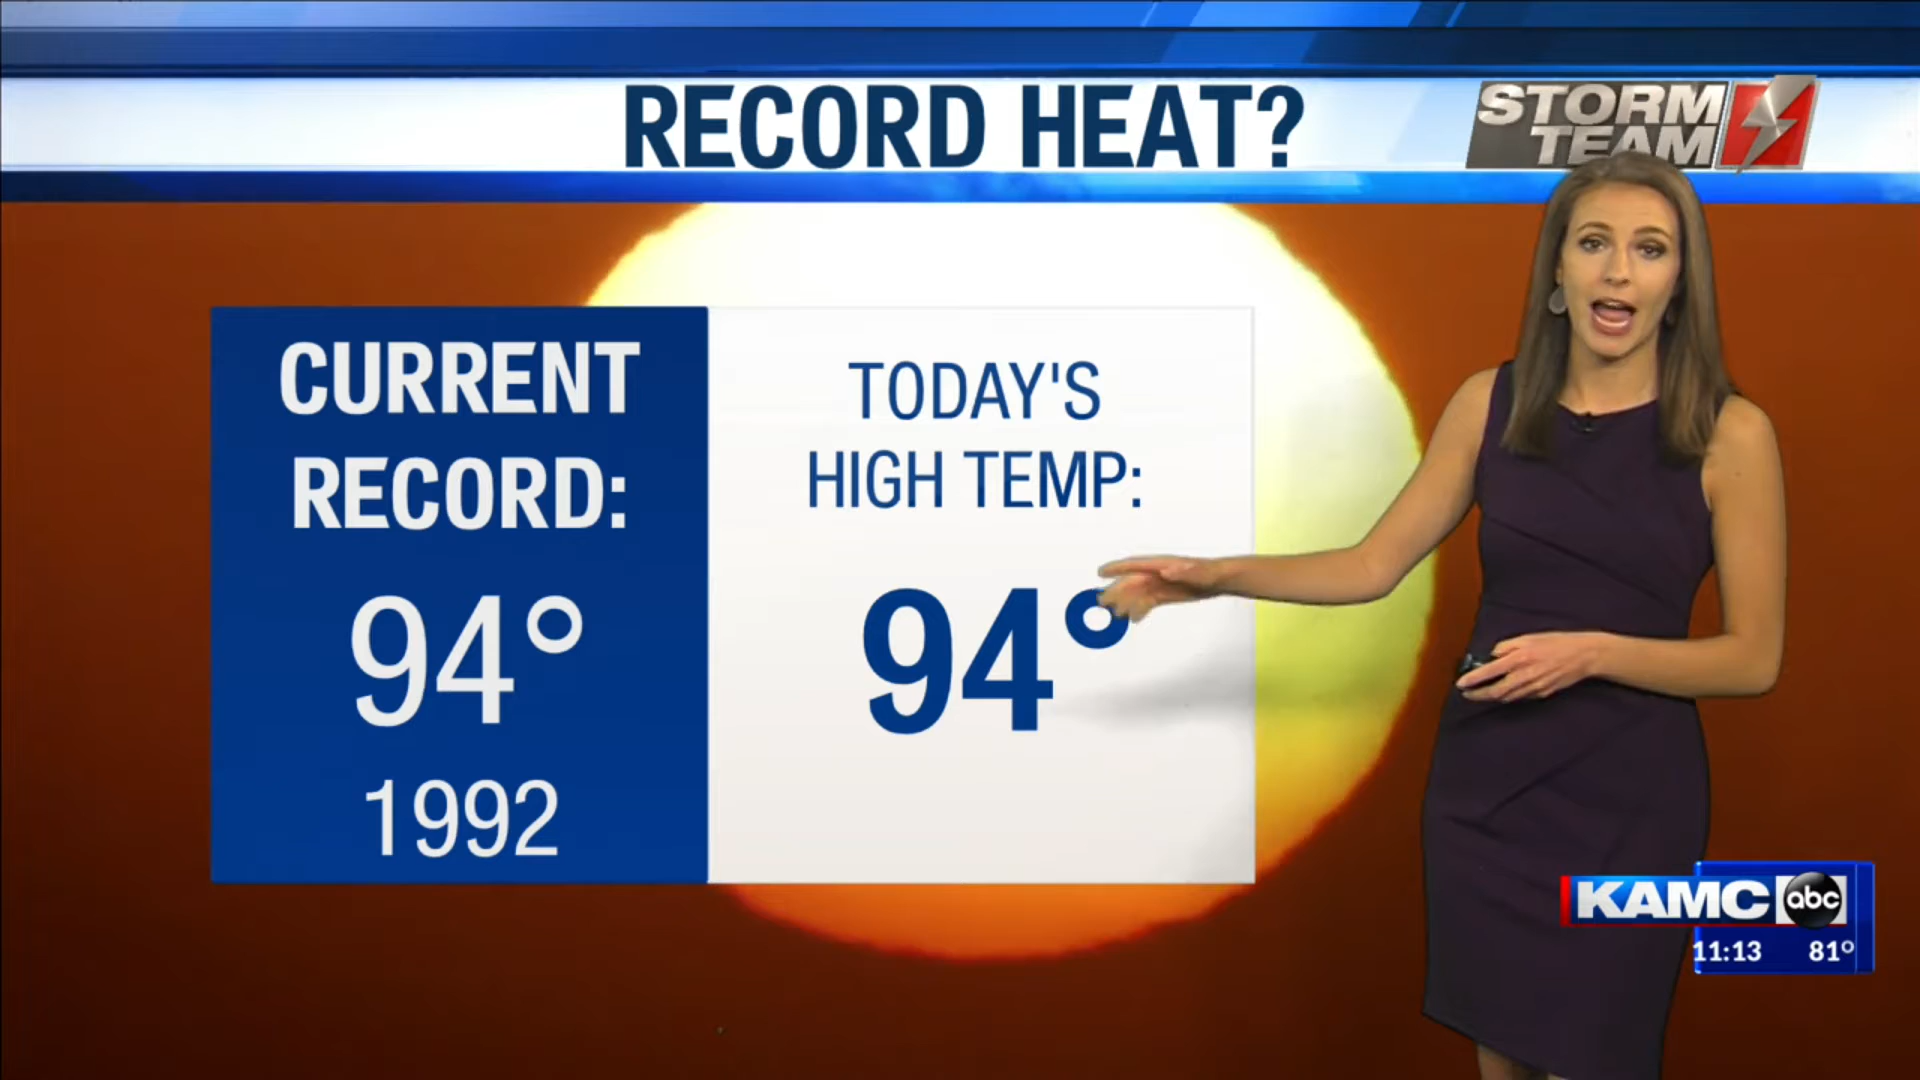 RECORD HEAT?
STORM
TEAM
CURRENT
RECORD:
94°
1992
TODAY'S
HIGH TEMP:
94°
KAMC abc
11:13 81°